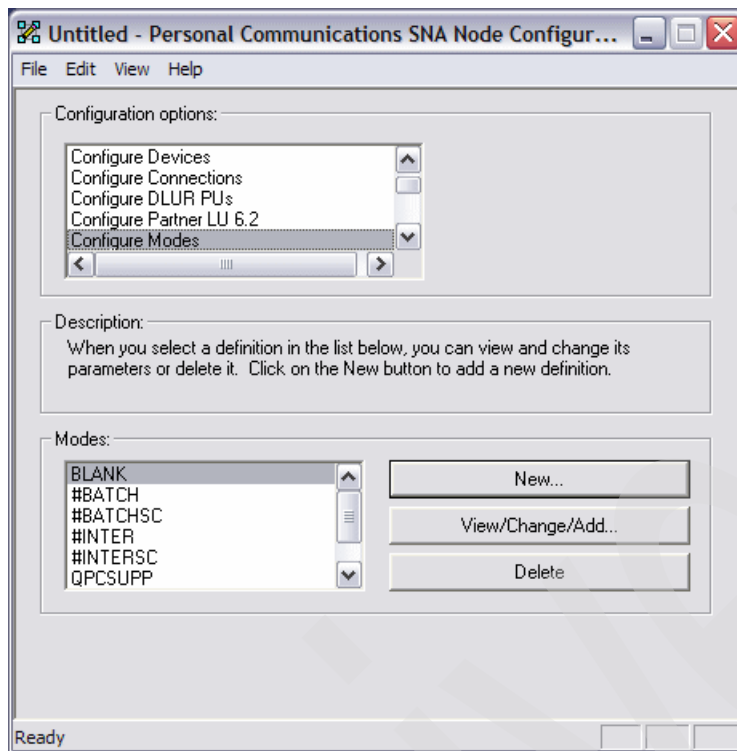 Untitled - Personal Communications SNA Node Configur...
File Edit View Help
Configuration options:
Configure Devices
Configure Connections
Configure DLUR PUs
Configure Partner LU 6.2
Configure Modes
Description:
When you select a definition in the list below, you can view and change its
parameters or delete it. Click on the New button to add a new definition.
Modes:
BLANK
#BATCH
#BATCHSC
#INTER
#INTERSC
QPCSUPP
New...
View/Change/Add...
Delete
Ready